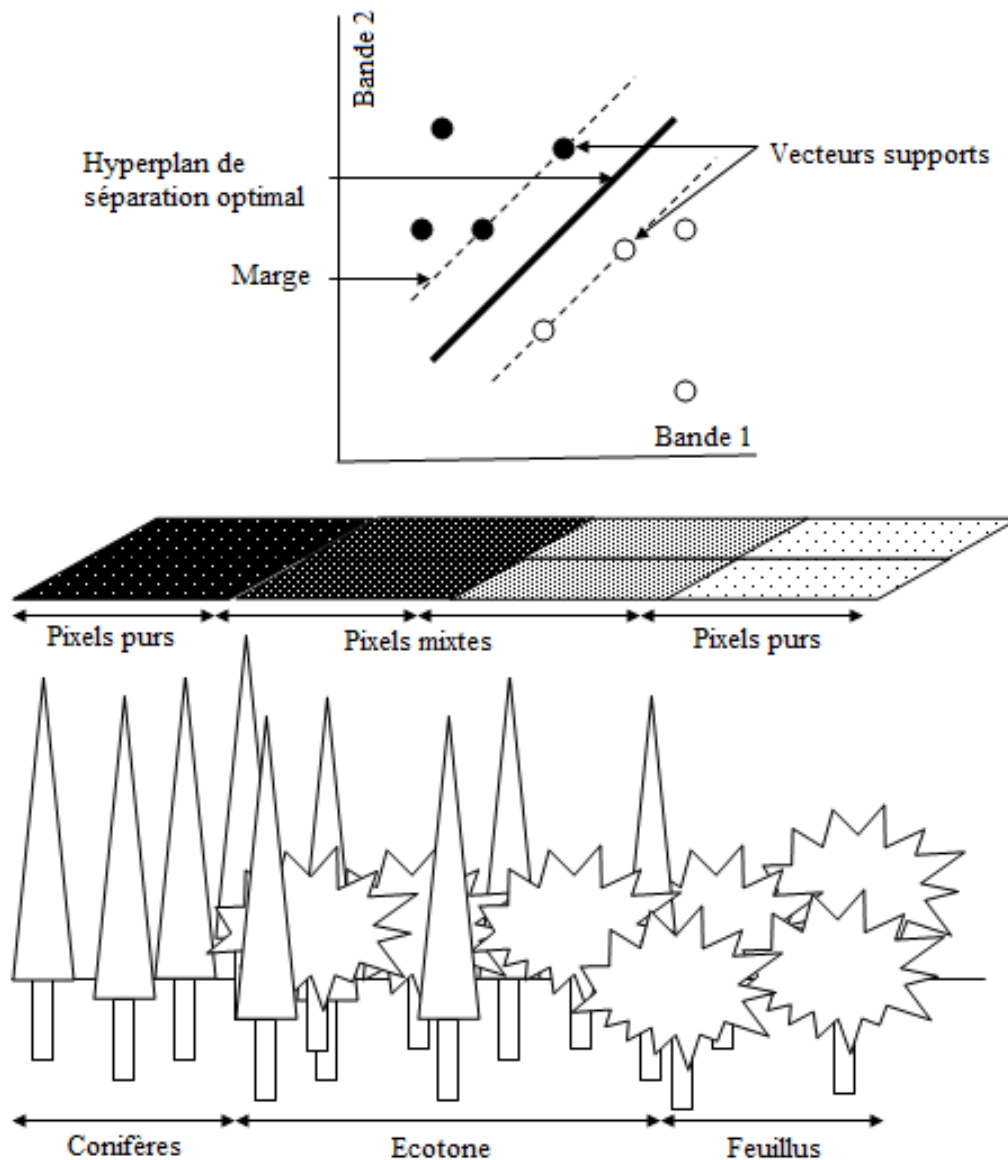 Bande 2
Hyperplan de
séparation optimal
Vecteurs supports
Marge
Bande 1
Pixels purs
Pixels mixtes
Pixels purs
Conifères
Ecotone
Feuillus